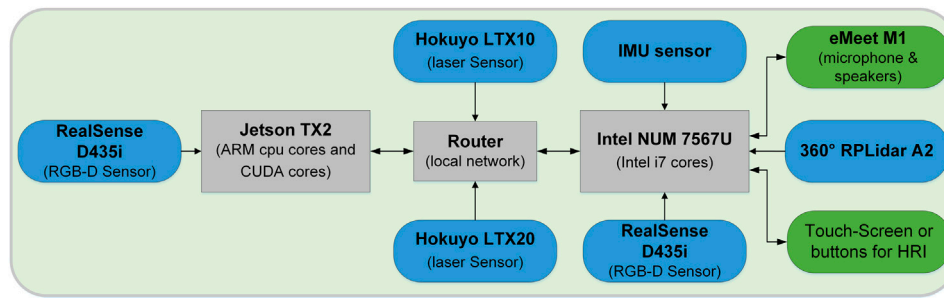 Hokuyo LTX10
(laser Sensor)
IMU sensor
eMeet M1
(microphone &
speakers)
RealSense
D435i
(RGB-D Sensor)
Jetson TX2
(ARM cpu cores and
CUDA cores)
Router
(local network)
Intel NUM 7567U
(Intel i7 cores)
360° RPLidar A2
Hokuyo LTX20
(laser Sensor)
RealSense
D435i
(RGB-D Sensor)
Touch-Screen or
buttons for HRI